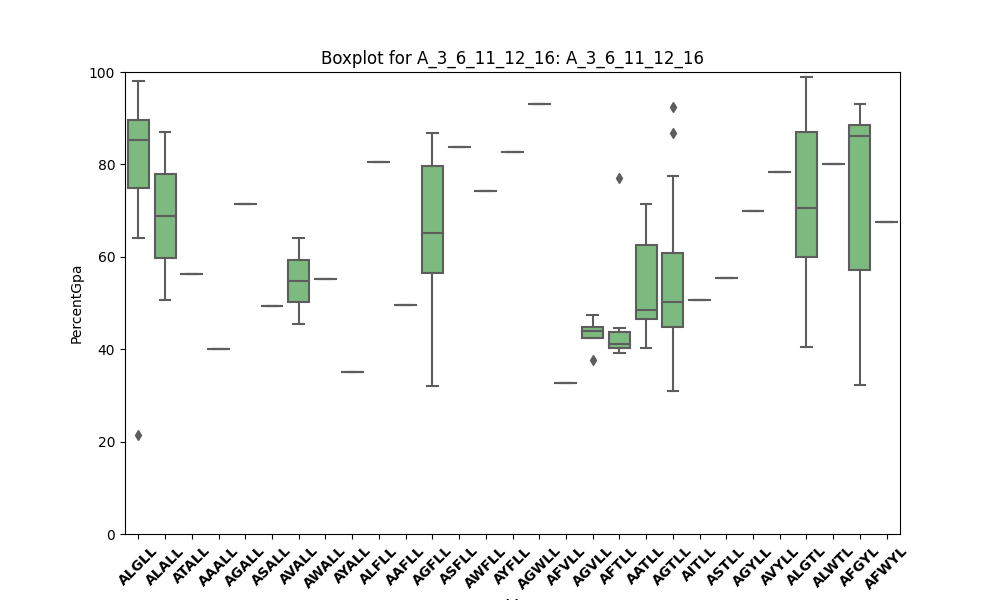 Boxplot for A_3_6_11_12_16: A_3_6_11_12_16
PercentGpa
100
80
60
40
20
0
ALGLL ALALL ATALL AAALL AGALL ASALL AVALL AWALL AYALL ALFLL AAFLL AGFLL ASFLL AWFLL AYFLL AGWLL AFVLL AGVLL AFTLL AATLL AGTLL AITLL ASTLL AGYLL AVYLL ALGTL ALWTL AFGYL AFWYL